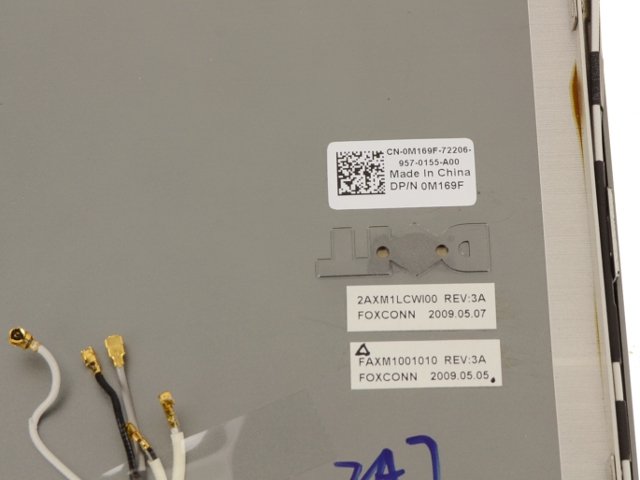 CN-0M169F-72206-
957-0155-A00
Made In China
DP/N 0M169F
2AXM1LCWI00 REV:3A
FOXCONN 2009.05.07
FAXM1001010 REV:3A
FOXCONN 2009.05.05